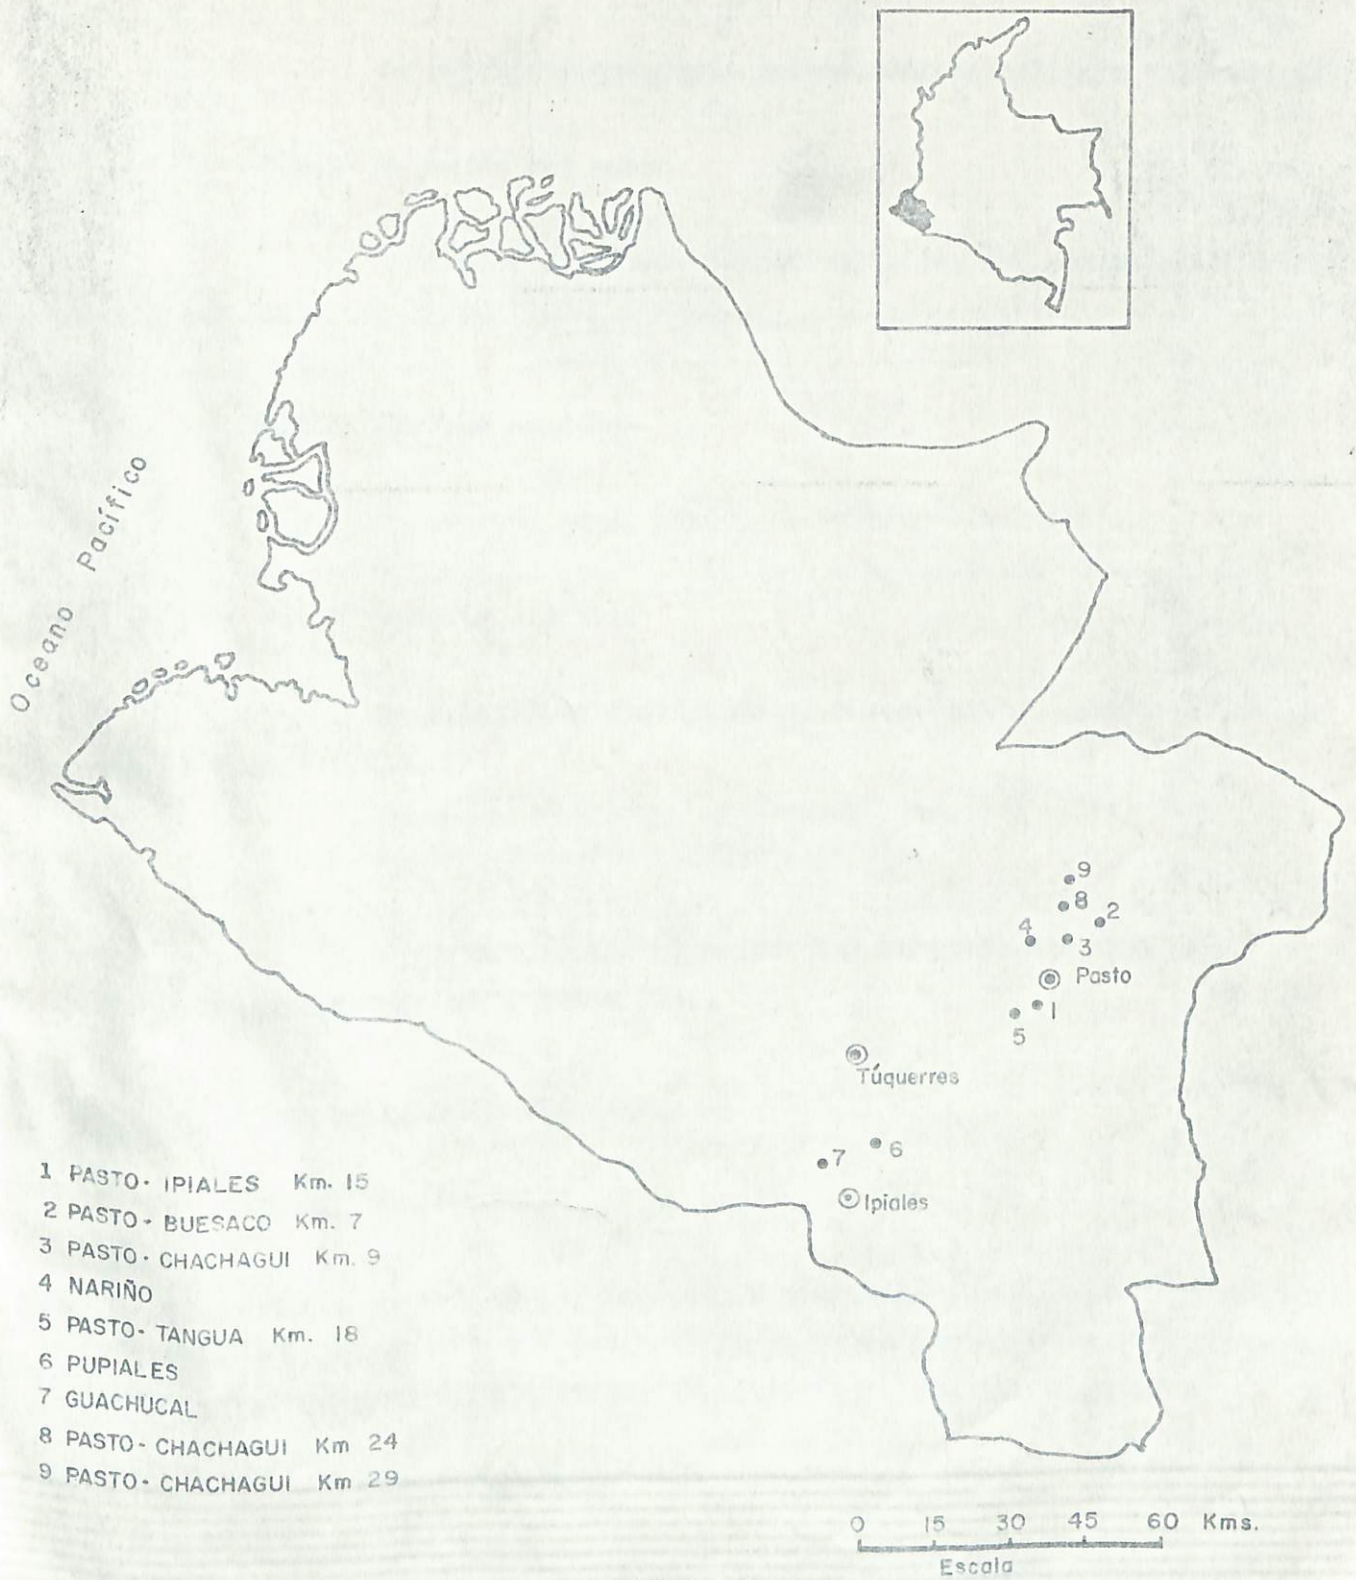 Oceano Pacífico
9
8
2
4
3
Pasto
1
5
Túquerres
6
7
Ipiales
1 PASTO- IPIALES Km. 15
2 PASTO- BUESACO Km. 7
3 PASTO- CHACHAGUI Km. 9
4 NARIÑO
5 PASTO- TANGUA Km. 18
6 PUPIALES
7 GUACHUCAL
8 PASTO- CHACHAGUI Km 24
9 PASTO- CHACHAGUI Km 29
0 15 30 45 60 Kms.
Escala